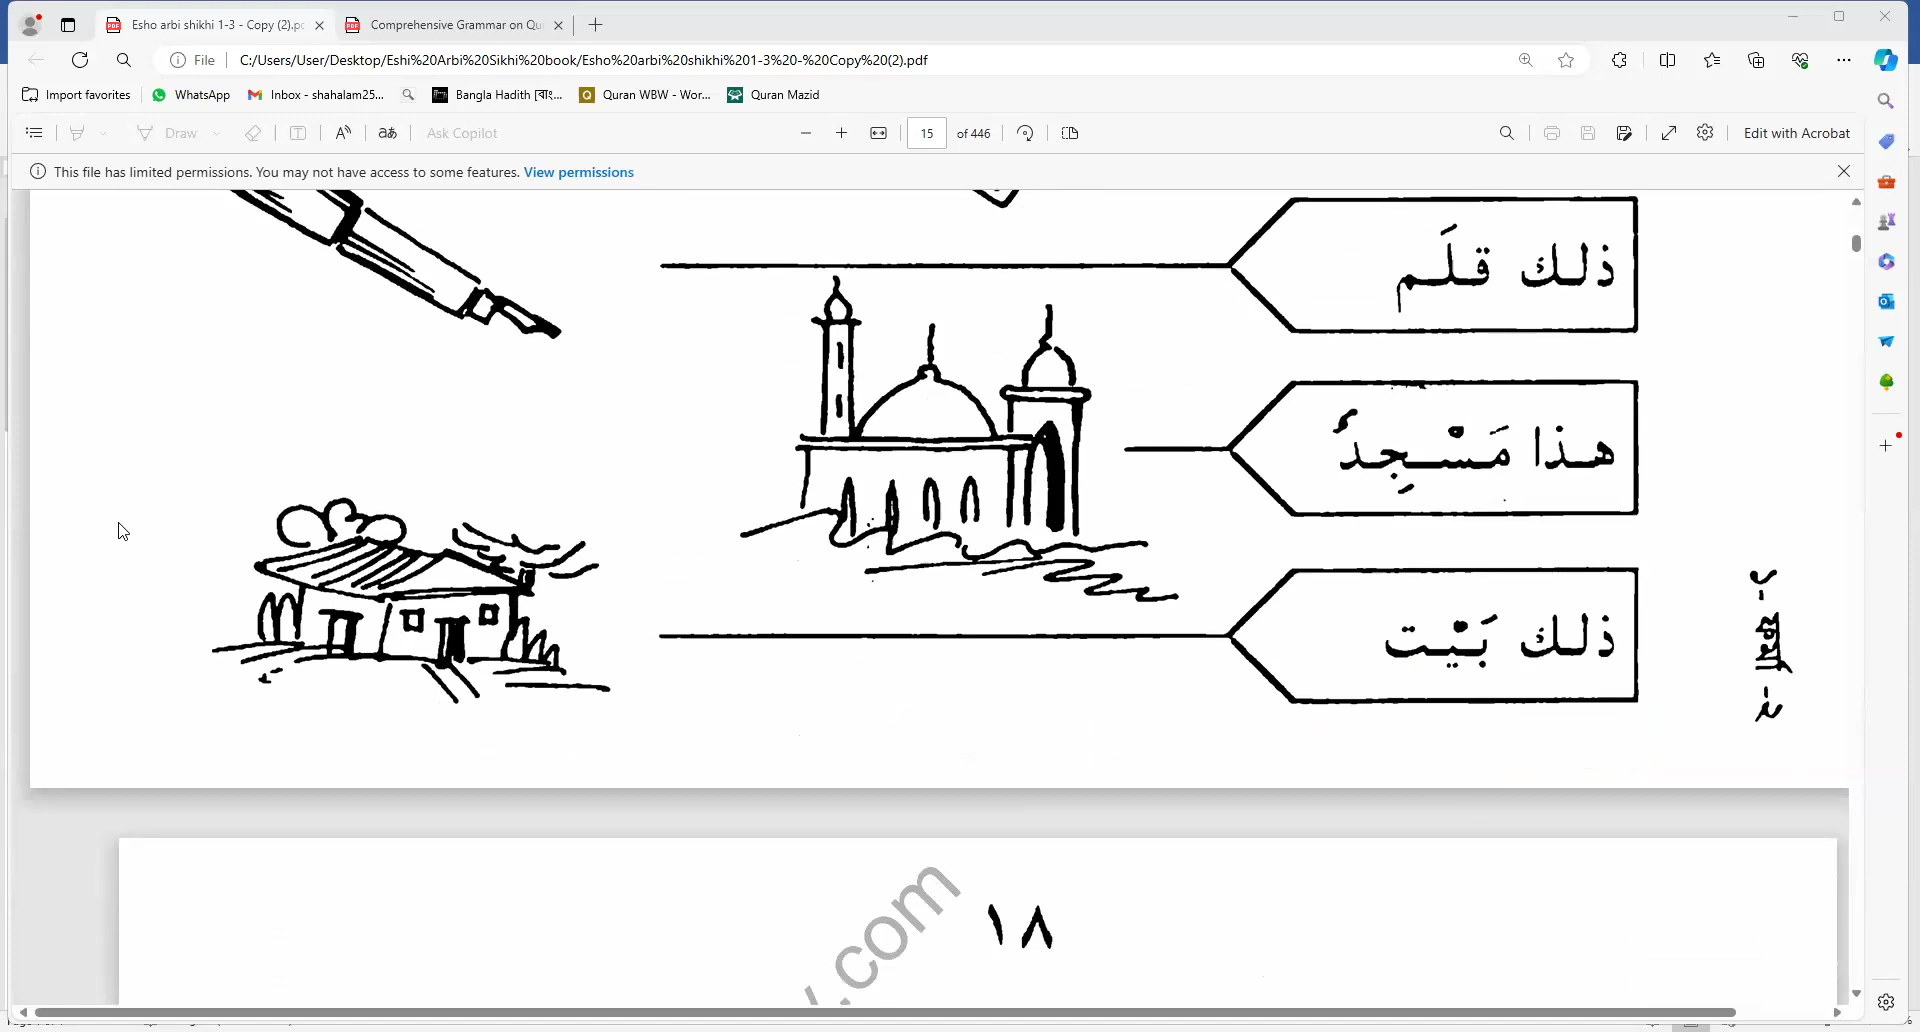 Esho arbi shikhi 1-3 - Copy (2).pc
Comprehensive Grammar on Qu
File
C:/Users/User/Desktop/Eshi%20Arbi%20Sikhi%20book/Esho%20arbi%20shikhi%201-3%20-%20Copy%20(2).pdf
Import favorites
WhatsApp
Inbox - shahalam25...
Bangla Hadith [বাং...
Quran WBW - Wor...
Quran Mazid
Draw
Ask Copilot
15 of 446
Edit with Acrobat
This file has limited permissions. You may not have access to some features. View permissions
ذلك قلَم
هذا مَسْجِدٌ
ذلك بَيْت
١٨
.com